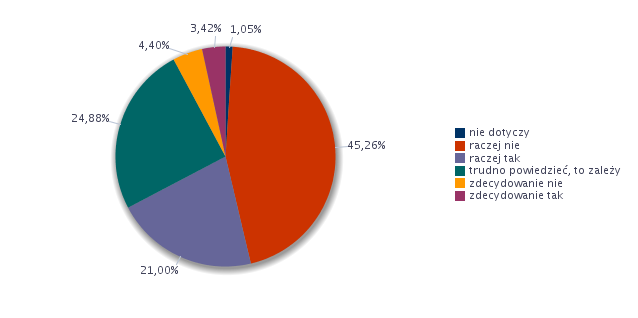 3,42%
1,05%
4,40%
24,88%
45,26%
21,00%
nie dotyczy
raczej nie
raczej tak
trudno powiedzieć, to zależy
zdecydowanie nie
zdecydowanie tak